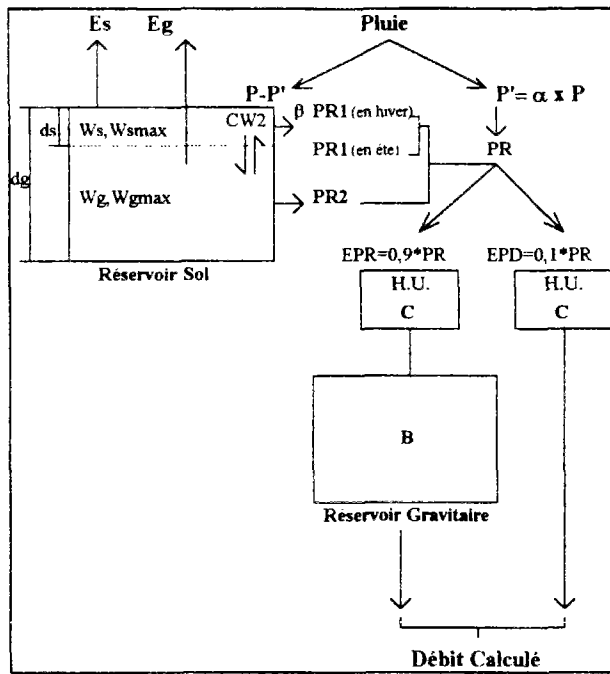 Es Eg Pluie
P-P' P'= α x P
ds Ws, Wsmax CW2 β PR1 (en hiver)
PR1 (en éte) PR
dg Wg, Wgmax PR2
Réservoir Sol EPR=0,9*PR EPD=0,1*PR
H.U. H.U.
C C
B
Réservoir Gravitaire
Débit Calculé